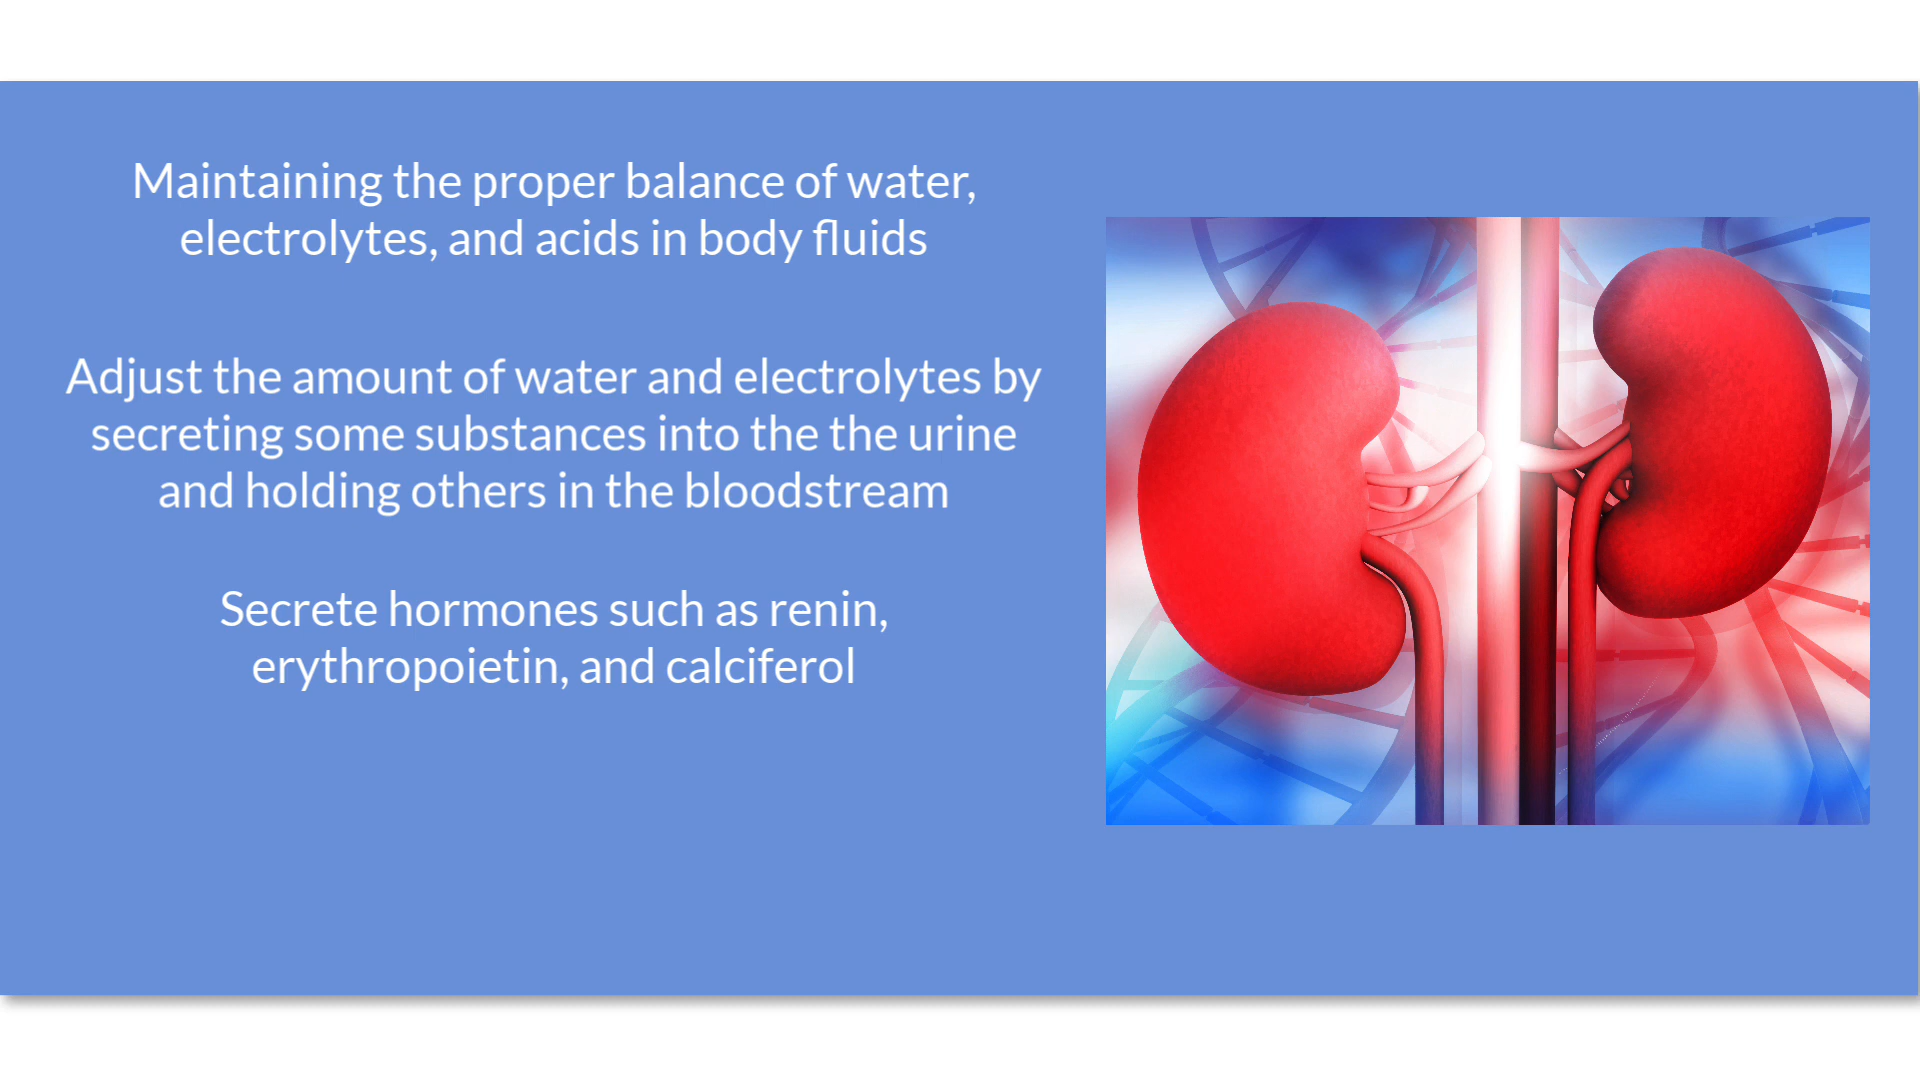 Maintaining the proper balance of water,
electrolytes, and acids in body fluids
Adjust the amount of water and electrolytes by
secreting some substances into the the urine
and holding others in the bloodstream
Secrete hormones such as renin,
erythropoietin, and calciferol